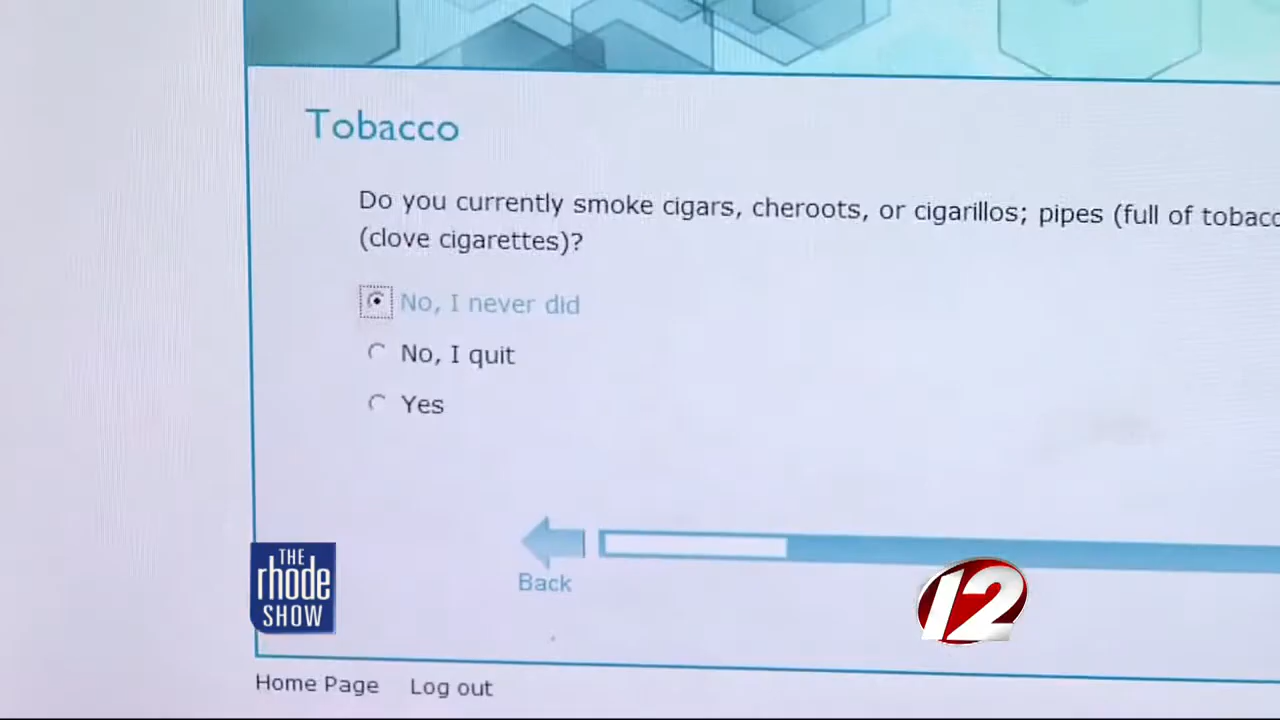 Tobacco
Do you currently smoke cigars, cheroots, or cigarillos; pipes (full of tobacc
(clove cigarettes)?
No, I never did
No, I quit
Yes
Back
THE
rhode
SHOW
12
Home Page Log out